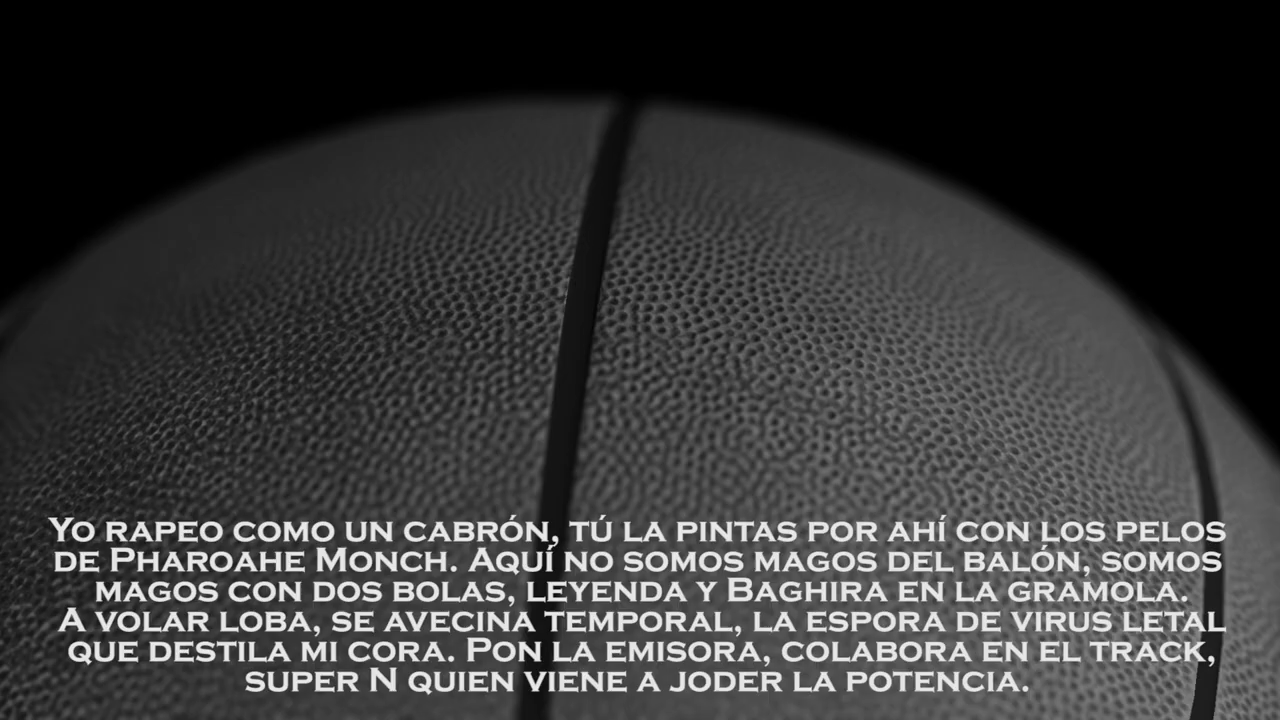 Yo rapeo como un cabrón, tú la pintas por ahí con los pelos
de Pharoahe Monch. Aquí no somos magos del balón, somos
magos con dos bolas, leyenda y Baghira en la gramola.
A volar loba, se avecina temporal, la espora de virus letal
que destila mi cora. Pon la emisora, colabora en el track,
super N quien viene a joder la potencia.